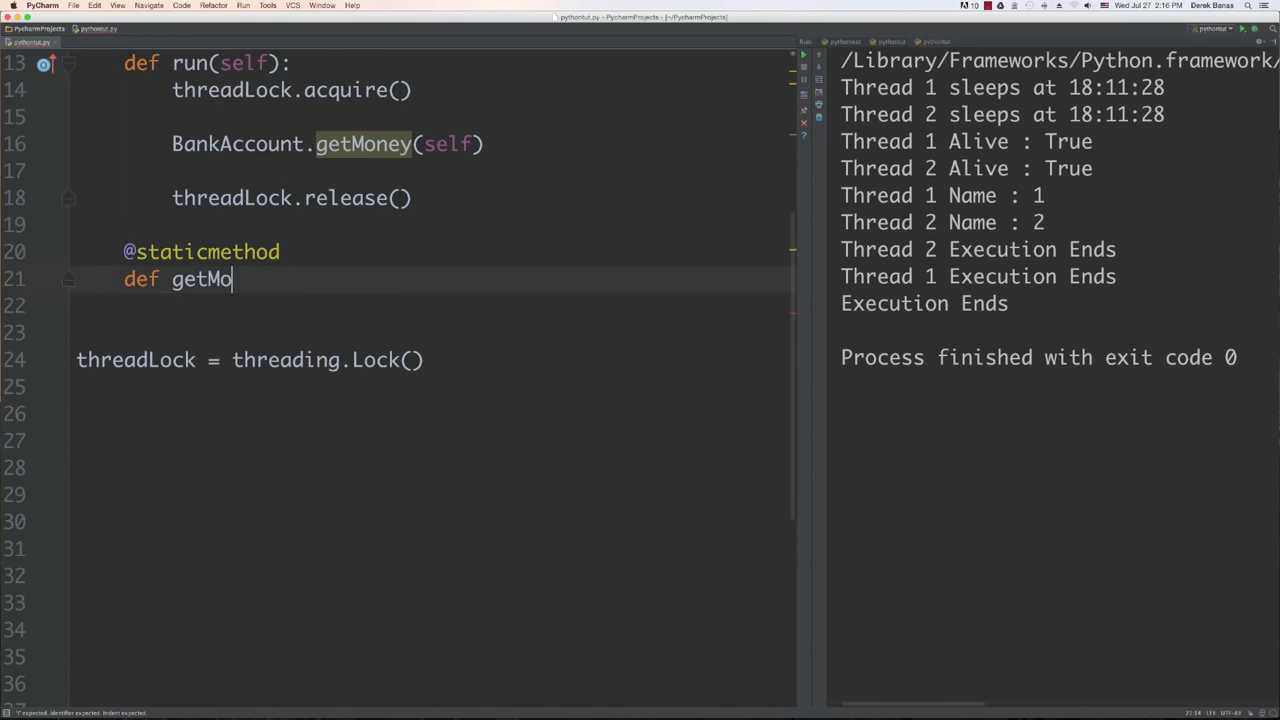 PyCharm File Edit View Navigate Code Refactor Run Tools VCS Window Help
10 Wed Jul 27 2:16 PM Derek Banas
pythontut.py - PycharmProjects - [~/PycharmProjects]
PycharmProjects pythontut.py
pythontut
pythontut.py
Run: pythontest pythontut pythontut
13 def run(self):
14 threadLock.acquire()
15
16 BankAccount.getMoney(self)
17
18 threadLock.release()
19
20 @staticmethod
21 def getMo
22
23
24 threadLock = threading.Lock()
25
26
27
28
29
30
31
32
33
34
35
36
/Library/Frameworks/Python.framework/
Thread 1 sleeps at 18:11:28
Thread 2 sleeps at 18:11:28
Thread 1 Alive : True
Thread 2 Alive : True
Thread 1 Name : 1
Thread 2 Name : 2
Thread 2 Execution Ends
Thread 1 Execution Ends
Execution Ends
Process finished with exit code 0
'(' expected. Identifier expected. Indent expected.
21:14 LF‡ UTF-8‡